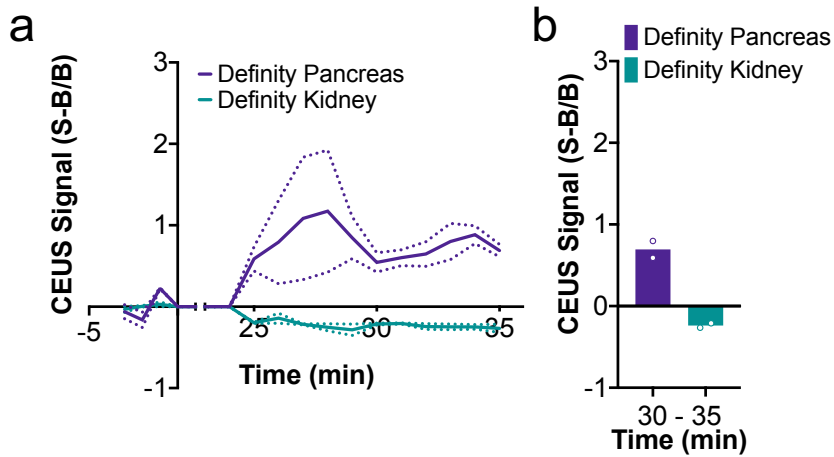 a
CEUS Signal (S-B/B)
3
2
1
0
-1
Definity Pancreas
Definity Kidney
-5
25
30
35
Time (min)
b
Definity Pancreas
Definity Kidney
CEUS Signal (S-B/B)
3
2
1
0
-1
30 - 35
Time (min)